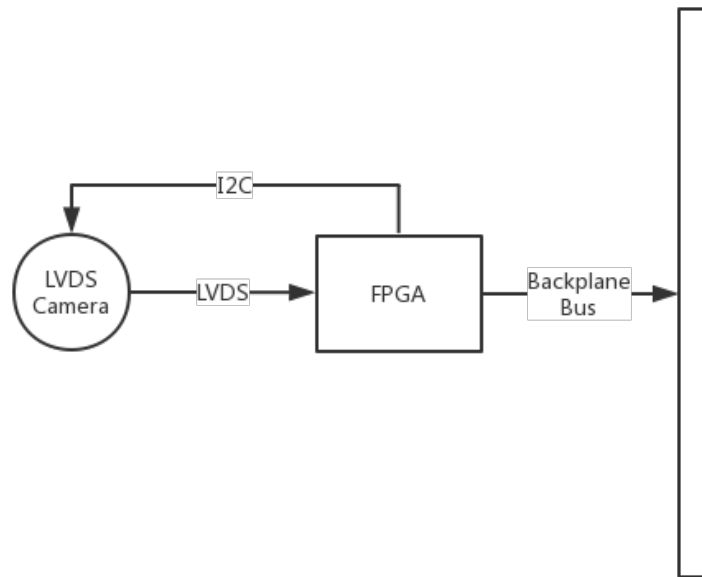 I2C
LVDS
Camera
LVDS
FPGA
Backplane
Bus